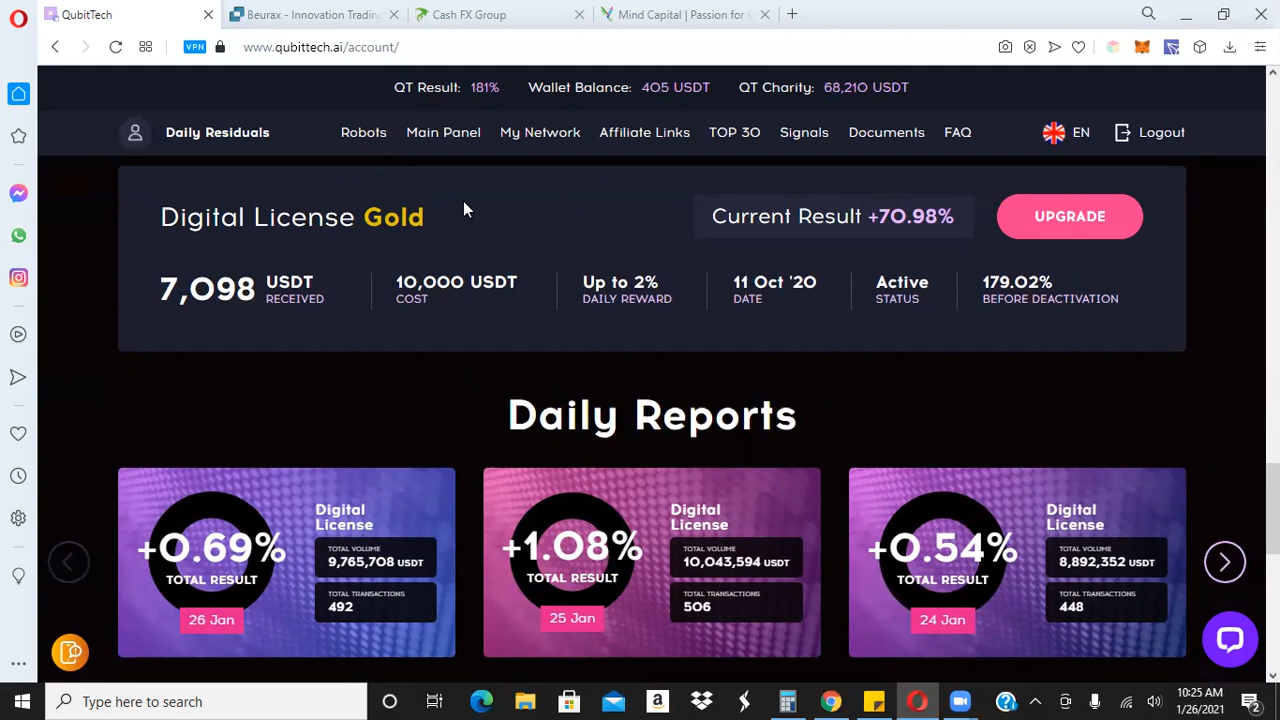 QubitTech
Beurax - Innovation Trading
Cash FX Group
Mind Capital | Passion for
VPN
www.qubittech.ai/account/
QT Result: 181% Wallet Balance: 405 USDT QT Charity: 68,210 USDT
Daily Residuals Robots Main Panel My Network Affiliate Links TOP 30 Signals Documents FAQ EN Logout
Digital License Gold
Current Result +70.98%
UPGRADE
7,098 USDT RECEIVED
10,000 USDT
COST
Up to 2%
DAILY REWARD
11 Oct '20
DATE
Active
STATUS
179.02%
BEFORE DEACTIVATION
Daily Reports
+0.69%
TOTAL RESULT
26 Jan
Digital
License
TOTAL VOLUME
9,765,708 USDT
TOTAL TRANSACTIONS
492
+1.08%
TOTAL RESULT
25 Jan
Digital
License
TOTAL VOLUME
10,043,594 USDT
TOTAL TRANSACTIONS
506
+0.54%
TOTAL RESULT
24 Jan
Digital
License
TOTAL VOLUME
8,892,352 USDT
TOTAL TRANSACTIONS
448
Type here to search
10:25 AM
1/26/2021
2